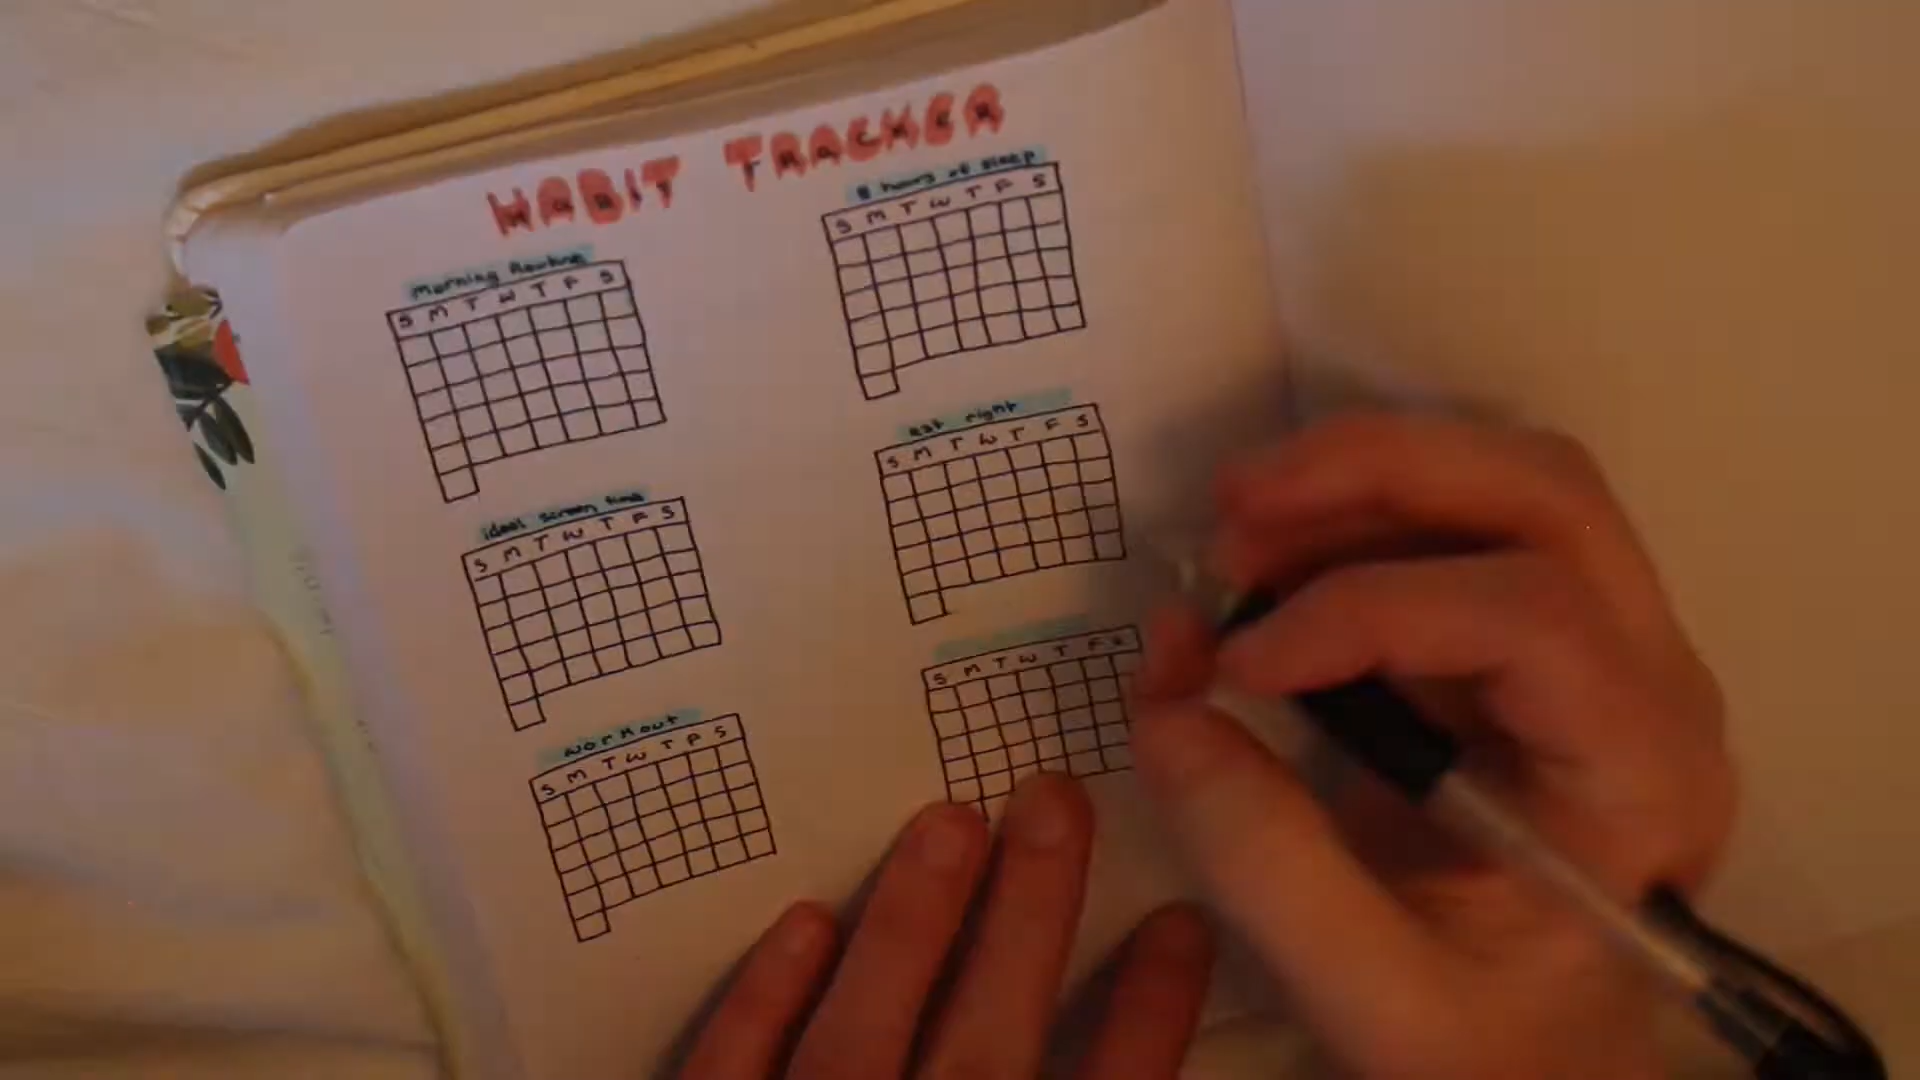 HABIT TRACKER
Morning Routine
S M T W T F S
8 hours of sleep
S M T W T F S
ideal screen time
S M T W T F S
eat right
S M T W T F S
workout
S M T W T F S
S M T W T F S